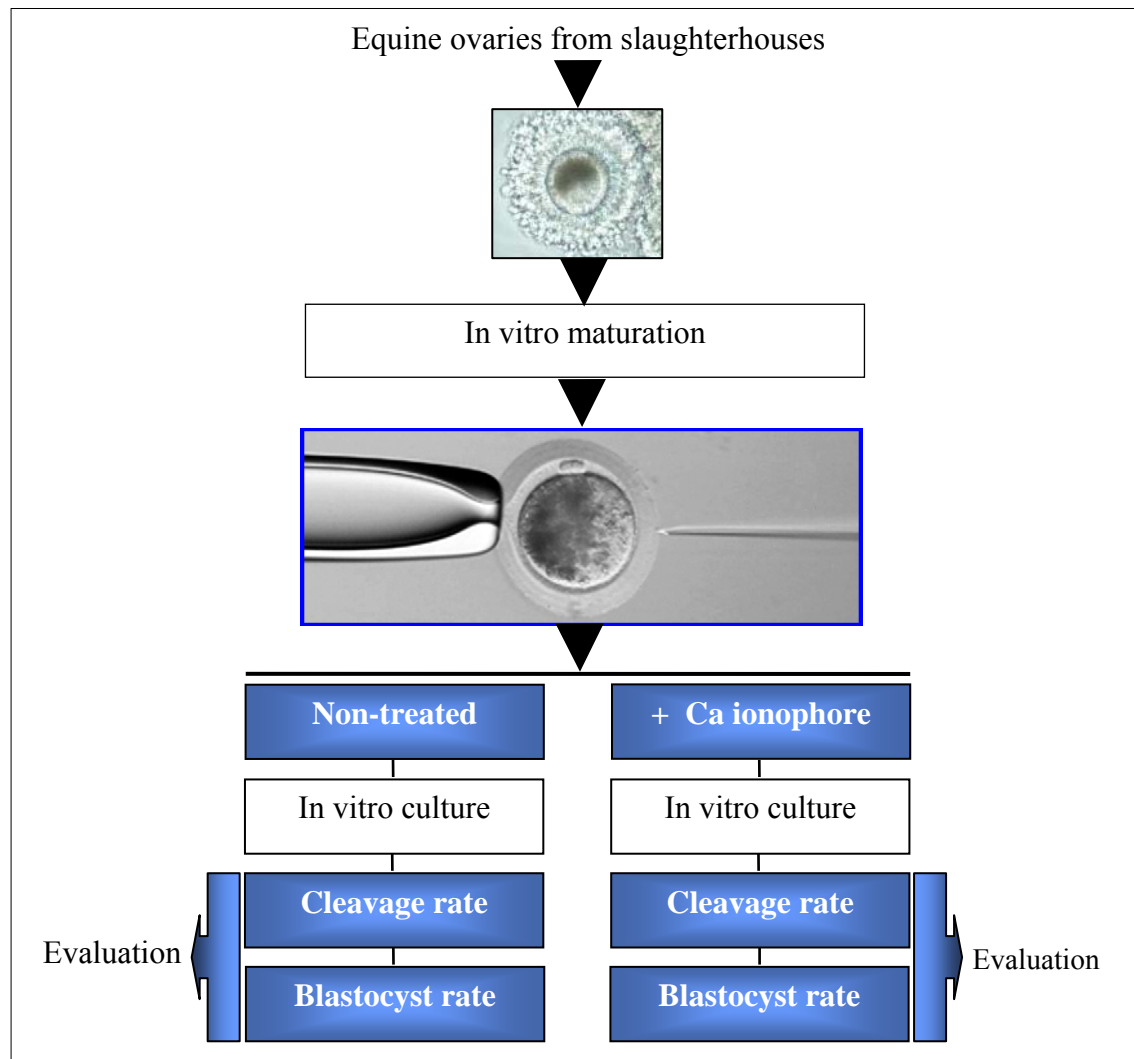 Equine ovaries from slaughterhouses
In vitro maturation
Non-treated
+ Ca ionophore
In vitro culture
In vitro culture
Cleavage rate
Cleavage rate
Evaluation
Evaluation
Blastocyst rate
Blastocyst rate